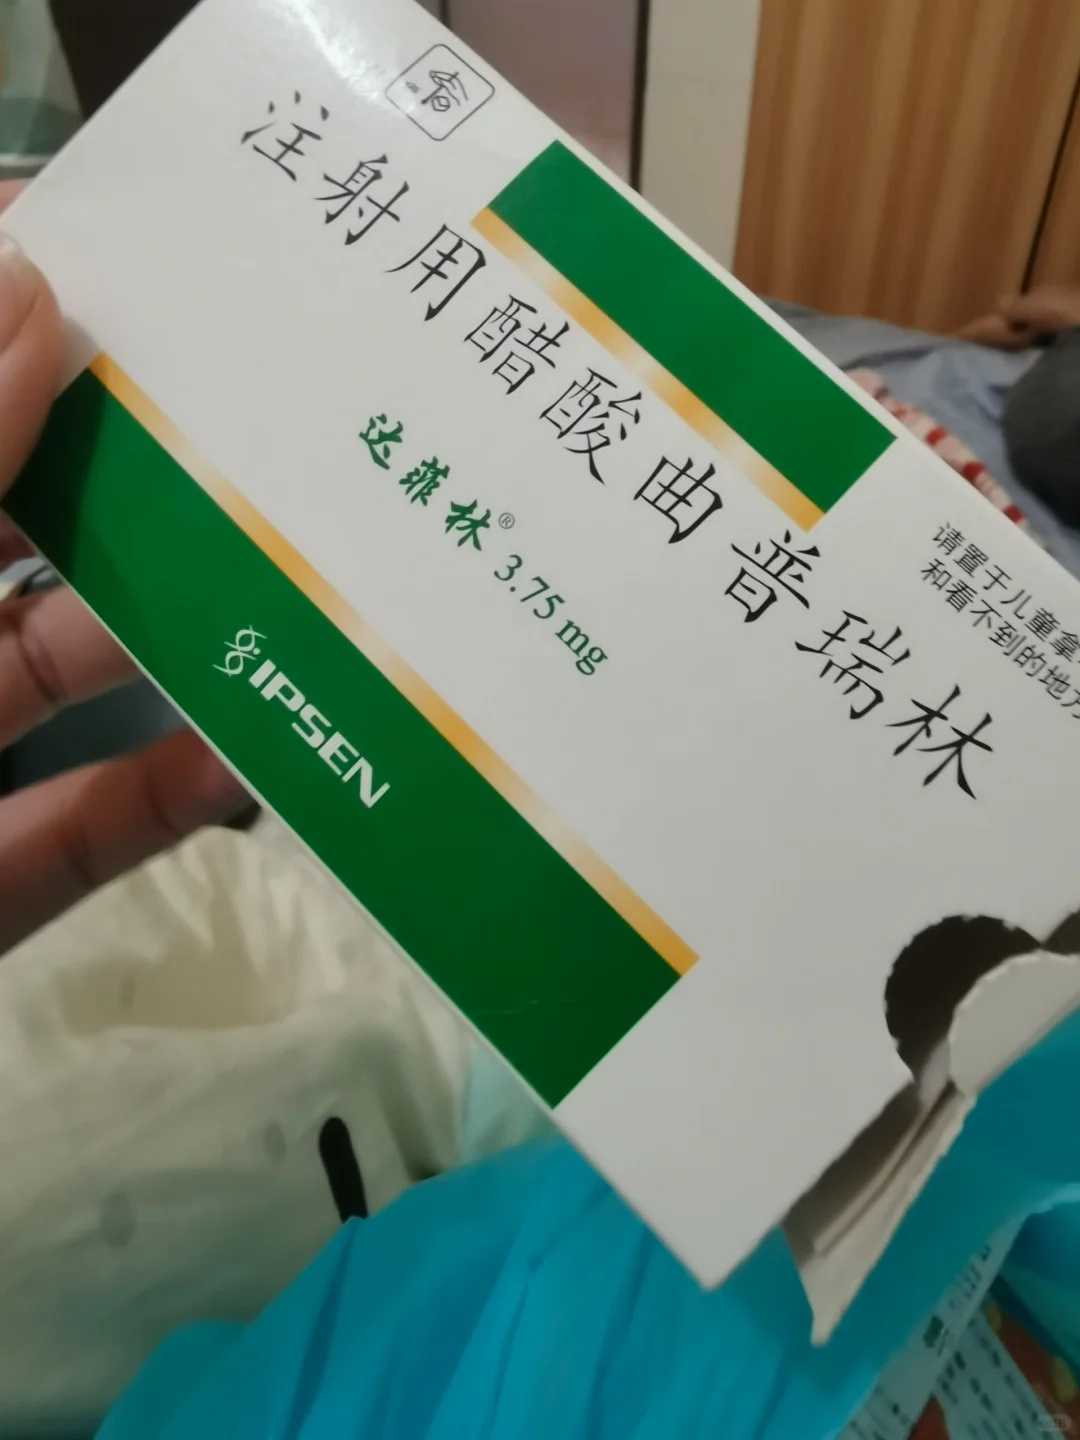 注射用醋酸曲普瑞林
达菲林® 3.75 mg
IPSEN
请置于儿童拿
和看不到的地方